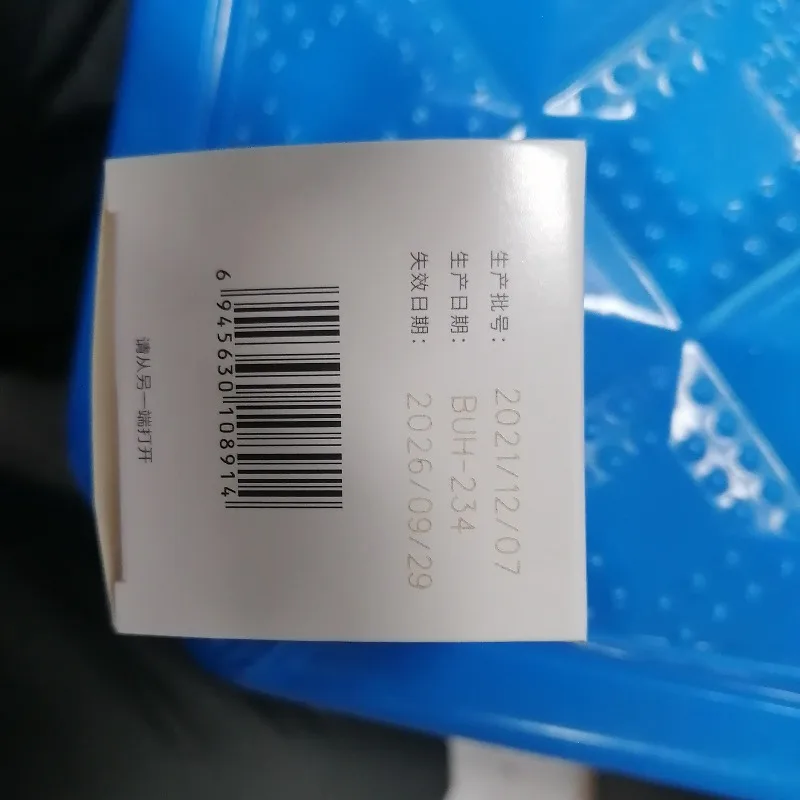 生产批号: 2021/12/07
生产日期: BUH-234
失效日期: 2026/09/29
6 945630 108914
请从另一端打开